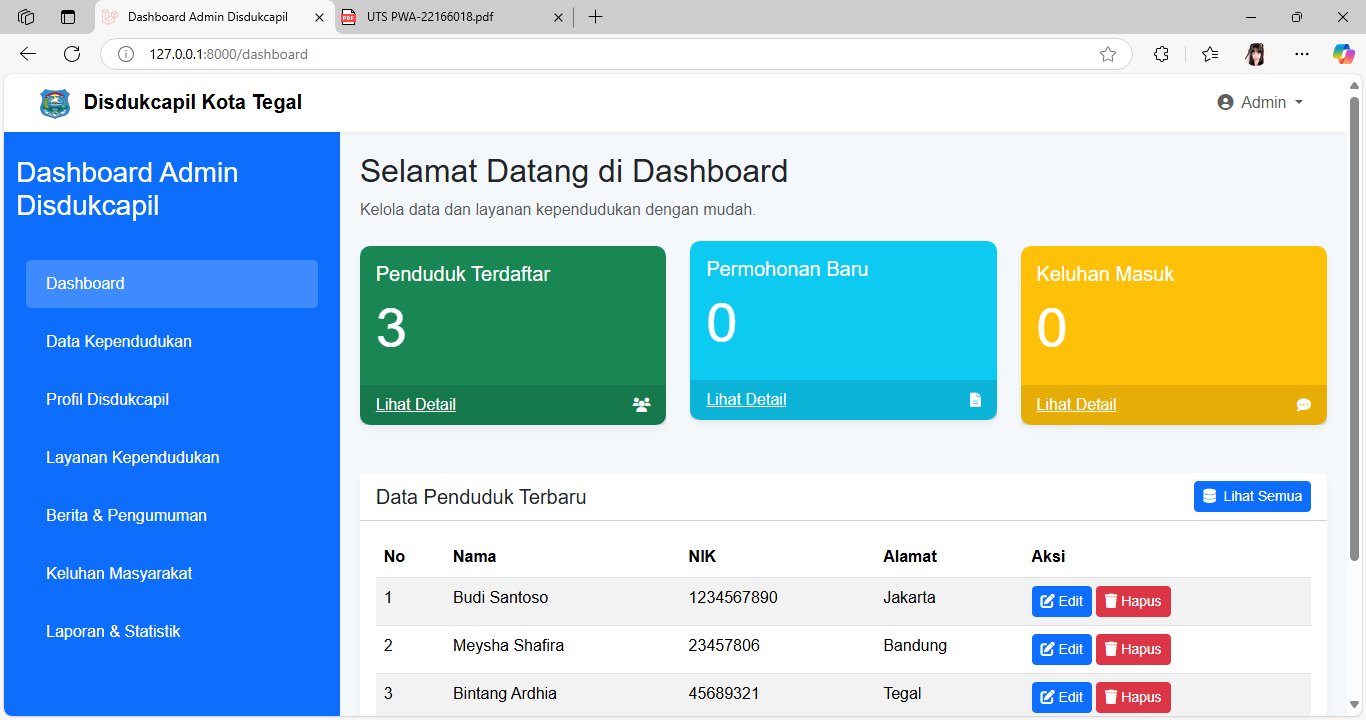 Dashboard Admin Disdukcapil
UTS PWA-22166018.pdf
127.0.0.1:8000/dashboard
Disdukcapil Kota Tegal
Admin
Dashboard Admin
Disdukcapil
Dashboard
Data Kependudukan
Profil Disdukcapil
Layanan Kependudukan
Berita & Pengumuman
Keluhan Masyarakat
Laporan & Statistik
Selamat Datang di Dashboard
Kelola data dan layanan kependudukan dengan mudah.
Penduduk Terdaftar
3
Lihat Detail
Permohonan Baru
0
Lihat Detail
Keluhan Masuk
0
Lihat Detail
Data Penduduk Terbaru
Lihat Semua
No Nama NIK Alamat Aksi
1 Budi Santoso 1234567890 Jakarta Edit Hapus
2 Meysha Shafira 23457806 Bandung Edit Hapus
3 Bintang Ardhia 45689321 Tegal Edit Hapus